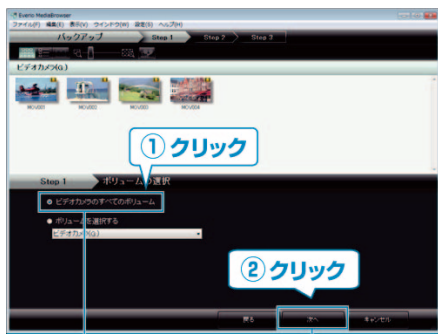 Everio MediaBrowser
ファイル(F) 編集(E) 表示(V) ウインドウ(W) 設定(S) ヘルプ(H)
バックアップ Step 1 Step 2 Step 3
ビデオカメラ(G:)
MOV001 MOV002 MOV003 MOV004
① クリック
Step 1 ボリュームの選択
ビデオカメラのすべてのボリューム
ボリュームを選択する
ビデオカメラ(G:)
② クリック
戻る 次へ キャンセル